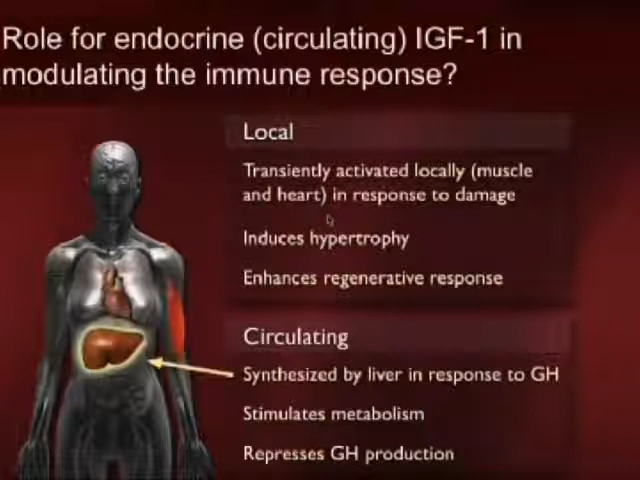 Role for endocrine (circulating) IGF-1 in
modulating the immune response?
Local
Transiently activated locally (muscle
and heart) in response to damage
Induces hypertrophy
Enhances regenerative response
Circulating
Synthesized by liver in response to GH
Stimulates metabolism
Represses GH production